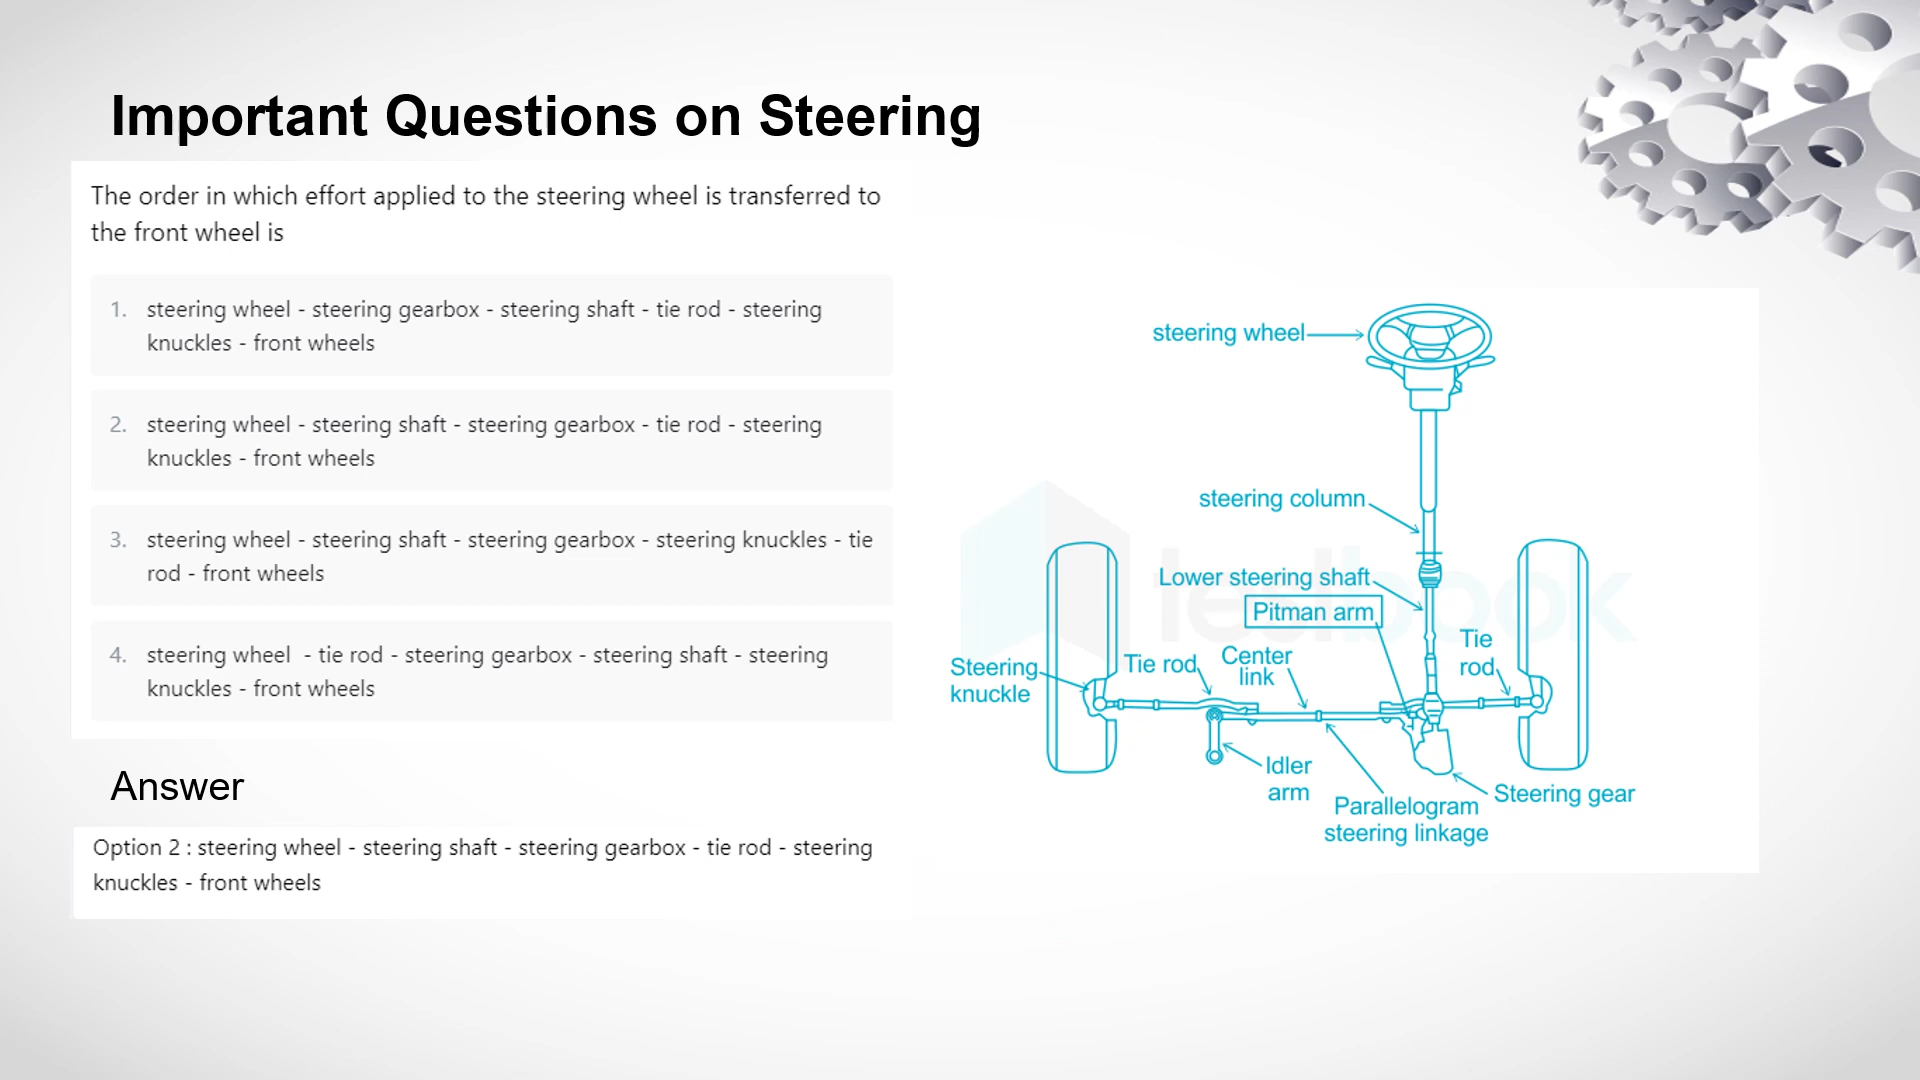 Important Questions on Steering
The order in which effort applied to the steering wheel is transferred to
the front wheel is
1. steering wheel - steering gearbox - steering shaft - tie rod - steering
knuckles - front wheels
2. steering wheel - steering shaft - steering gearbox - tie rod - steering
knuckles - front wheels
3. steering wheel - steering shaft - steering gearbox - steering knuckles - tie
rod - front wheels
4. steering wheel - tie rod - steering gearbox - steering shaft - steering
knuckles - front wheels
Answer
Option 2 : steering wheel - steering shaft - steering gearbox - tie rod - steering
knuckles - front wheels
steering wheel
steering column
Lower steering shaft
Pitman arm
Tie
rod
Center
link
Tie rod
Steering
knuckle
Idler
arm
Parallelogram
steering linkage
Steering gear
testbook